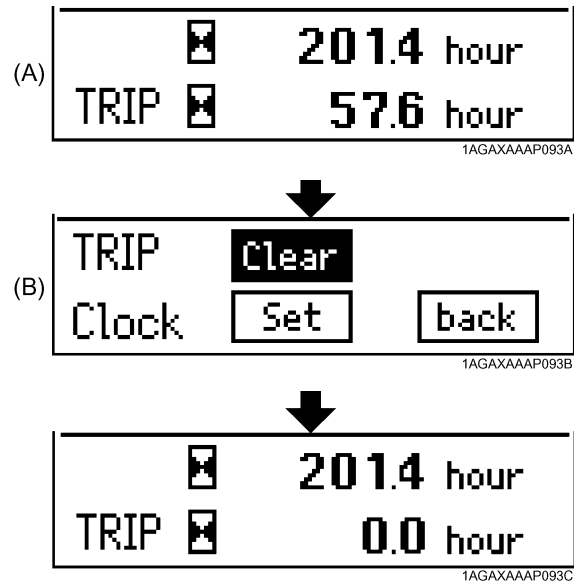 (A)
201.4 hour
TRIP 57.6 hour
1AGAXAAAP093A
(B)
TRIP Clear
Clock Set back
1AGAXAAAP093B
201.4 hour
TRIP 0.0 hour
1AGAXAAAP093C